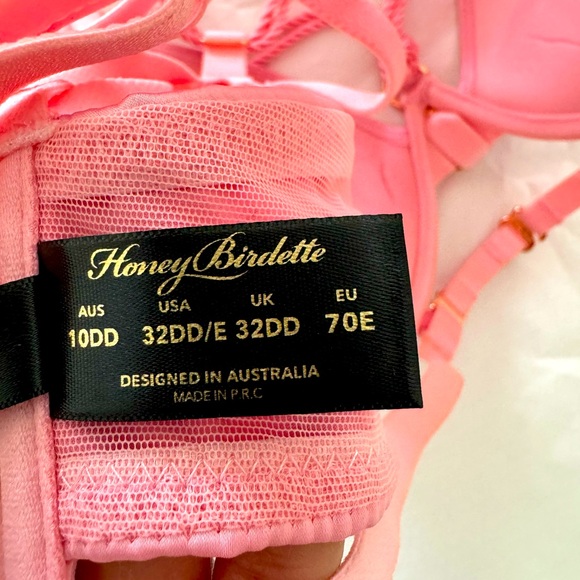 Honey Birdette
AUS USA UK EU
10DD 32DD/E 32DD 70E
DESIGNED IN AUSTRALIA
MADE IN P.R.C